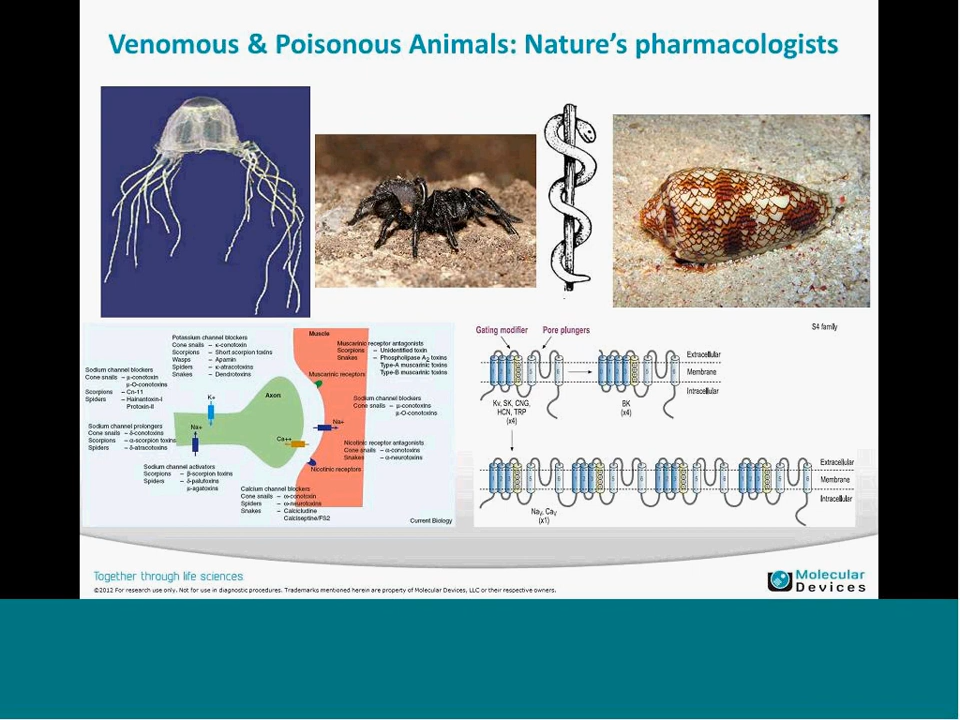 Venomous & Poisonous Animals: Nature's pharmacologists
Potassium channel blockers
Cone snails – κ-conotoxin
Scorpions – Short scorpion toxins
Wasps – Apamin
Spiders – κ-atracotoxins
Snakes – Dendrotoxins
Sodium channel blockers
Cone snails – μ-conotoxin
μ-O-conotoxins
Scorpions – Cn-11
Spiders – Hainantoxin-I
Protoxin-II
Sodium channel prolongers
Cone snails – δ-conotoxins
Scorpions – α-scorpion toxins
Spiders – δ-atracotoxins
Sodium channel activators
Scorpions – β-scorpion toxins
Spiders – δ-palutoxins
μ-agatoxins
K+
Na+
Axon
Ca++
Na+
Muscle
Muscarinic receptor antagonists
Scorpions – Unidentified toxin
Snakes – Phospholipase A2 toxins
Type-A muscarinic toxins
Type-B muscarinic toxins
Muscarinic receptors
Sodium channel blockers
Cone snails – μ-conotoxins
μ-O-conotoxins
Nicotinic receptor antagonists
Cone snails – α-conotoxins
Snakes – α-neurotoxins
Nicotinic receptors
Calcium channel blockers
Cone snails – ω-conotoxin
Spiders – ω-neurotoxins
Snakes – Calcicludine
Calciseptine/FS2
Current Biology
Gating modifier Pore plungers
S4 family
Extracellular
Membrane
Intracellular
Kv, SK, CNG,
HCN, TRP
(x4)
BK
(x4)
Extracellular
Membrane
Intracellular
NaV, CaV
(x1)
Together through life sciences
©2012 For research use only. Not for use in diagnostic procedures. Trademarks mentioned herein are property of Molecular Devices, LLC or their respective owners.
Molecular
Devices